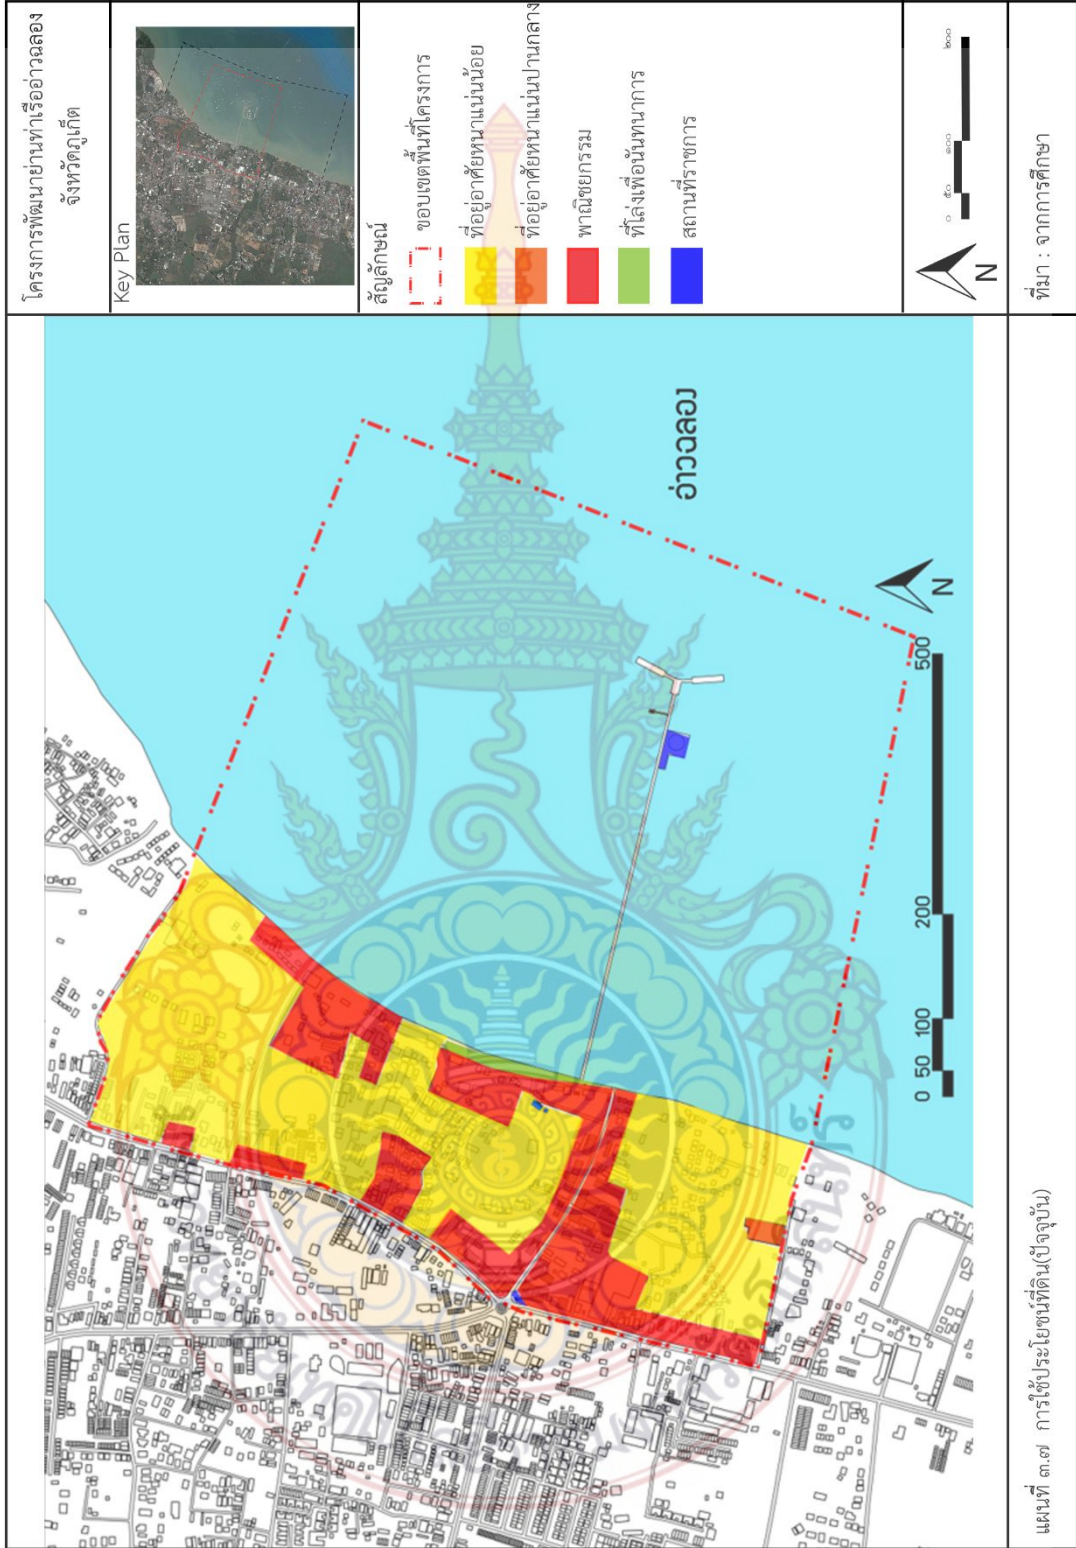 โครงการพัฒนาย่านท่าเรืออ่าวฉลอง
จังหวัดภูเก็ต
Key Plan
สัญลักษณ์
ขอบเขตพื้นที่โครงการ
ที่อยู่อาศัยหนาแน่นน้อย
ที่อยู่อาศัยหนาแน่นปานกลาง
พาณิชยกรรม
ที่โล่งเพื่อนันทนาการ
สถานที่ราชการ
๐ ๕๐ ๑๐๐ ๒๐๐
N
ที่มา : จากการศึกษา
อ่าวฉลอง
N
0 50 100 200 500
แผนที่ ๓.๗ การใช้ประโยชน์ที่ดิน(ปัจจุบัน)